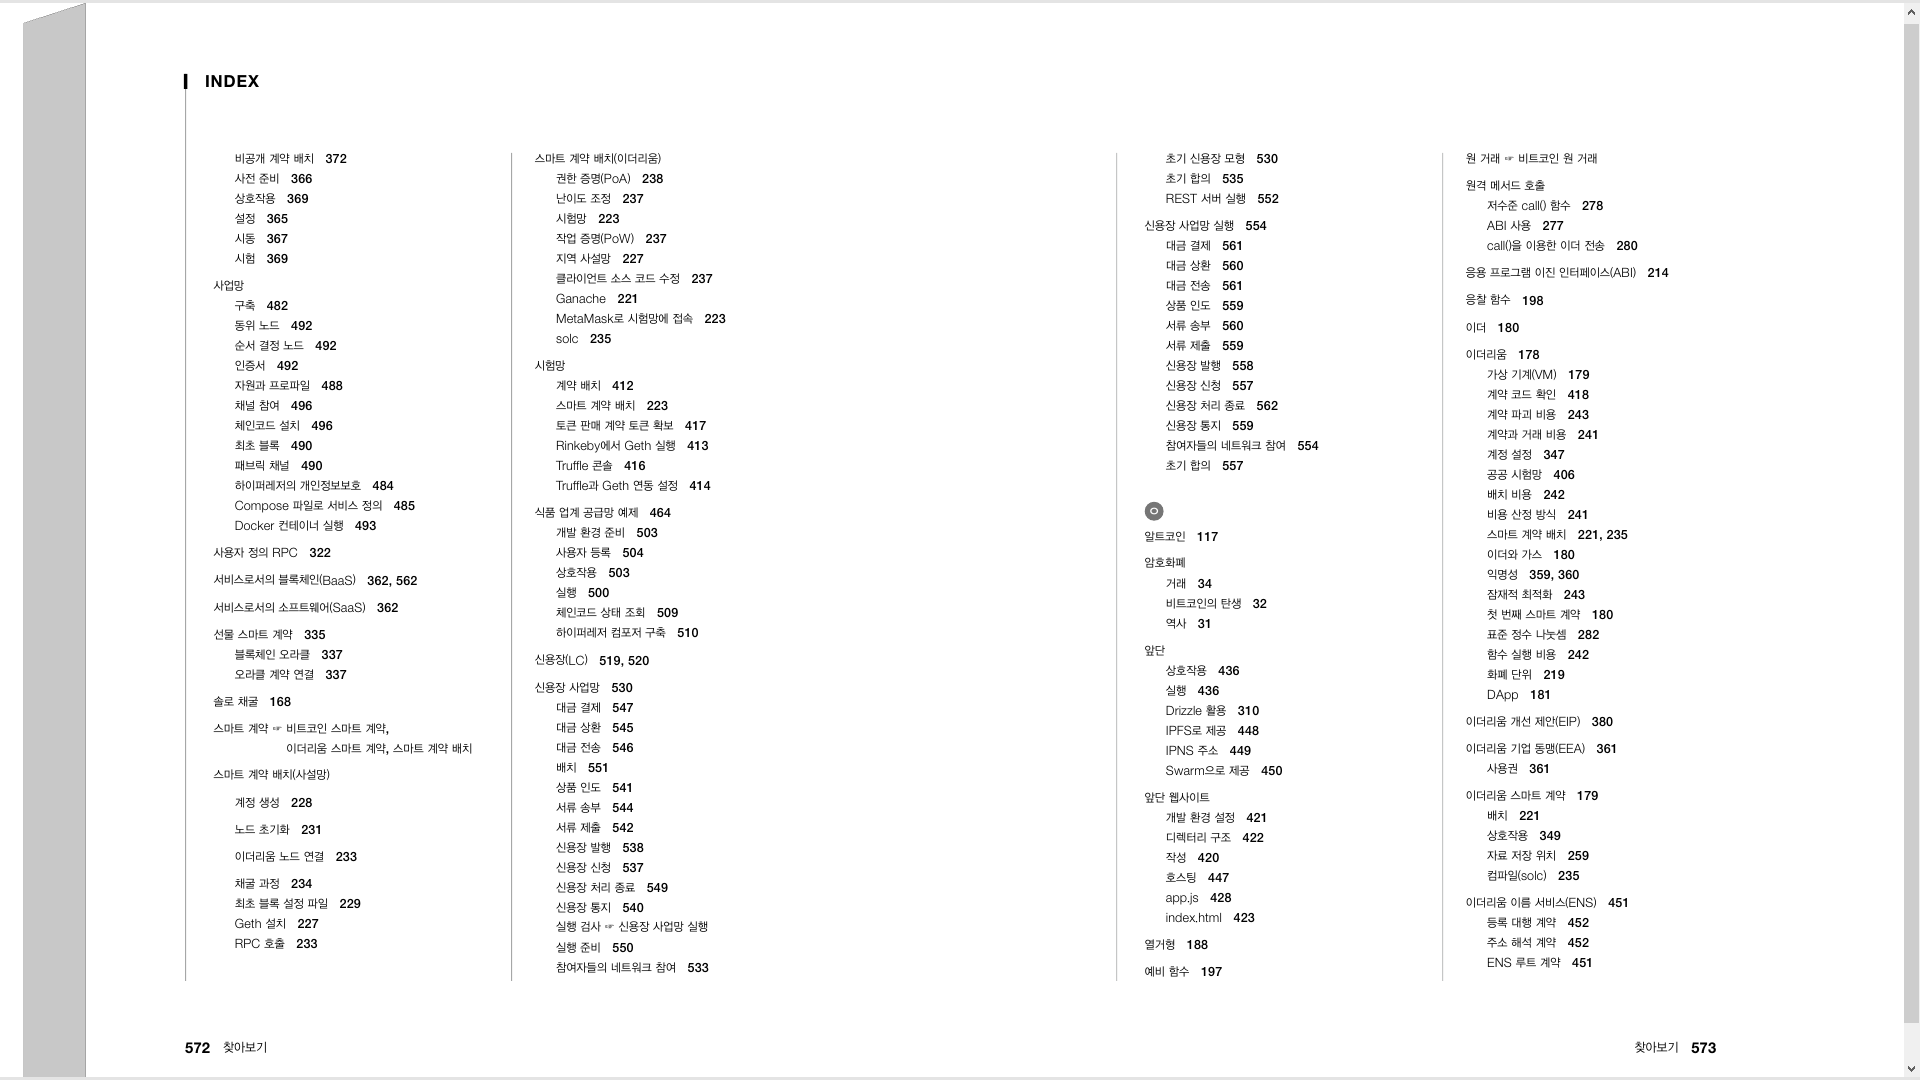 INDEX
비공개 계약 배치 372
사전 준비 366
상호작용 369
설정 365
시동 367
시험 369
사업망
구축 482
동위 노드 492
순서 결정 노드 492
인증서 492
자원과 프로파일 488
채널 참여 496
체인코드 설치 496
최초 블록 490
패브릭 채널 490
하이퍼레저의 개인정보보호 484
Compose 파일로 서비스 정의 485
Docker 컨테이너 실행 493
사용자 정의 RPC 322
서비스로서의 블록체인(BaaS) 362, 562
서비스로서의 소프트웨어(SaaS) 362
선물 스마트 계약 335
블록체인 오라클 337
오라클 계약 연결 337
솔로 채굴 168
스마트 계약 ☞ 비트코인 스마트 계약,
이더리움 스마트 계약, 스마트 계약 배치
스마트 계약 배치(사설망)
계정 생성 228
노드 초기화 231
이더리움 노드 연결 233
채굴 과정 234
최초 블록 설정 파일 229
Geth 설치 227
RPC 호출 233
스마트 계약 배치(이더리움)
권한 증명(PoA) 238
난이도 조정 237
시험망 223
작업 증명(PoW) 237
지역 사설망 227
클라이언트 소스 코드 수정 237
Ganache 221
MetaMask로 시험망에 접속 223
solc 235
시험망
계약 배치 412
스마트 계약 배치 223
토큰 판매 계약 토큰 확보 417
Rinkeby에서 Geth 실행 413
Truffle 콘솔 416
Truffle과 Geth 연동 설정 414
식품 업계 공급망 예제 464
개발 환경 준비 503
사용자 등록 504
상호작용 503
실행 500
체인코드 상태 조회 509
하이퍼레저 컴포저 구축 510
신용장(LC) 519, 520
신용장 사업망 530
대금 결제 547
대금 상환 545
대금 전송 546
배치 551
상품 인도 541
서류 송부 544
서류 제출 542
신용장 발행 538
신용장 신청 537
신용장 처리 종료 549
신용장 통지 540
실행 검사 ☞ 신용장 사업망 실행
실행 준비 550
참여자들의 네트워크 참여 533
초기 신용장 모형 530
초기 합의 535
REST 서버 실행 552
신용장 사업망 실행 554
대금 결제 561
대금 상환 560
대금 전송 561
상품 인도 559
서류 송부 560
서류 제출 559
신용장 발행 558
신용장 신청 557
신용장 처리 종료 562
신용장 통지 559
참여자들의 네트워크 참여 554
초기 합의 557
ㅇ
알트코인 117
암호화폐
거래 34
비트코인의 탄생 32
역사 31
앞단
상호작용 436
실행 436
Drizzle 활용 310
IPFS로 제공 448
IPNS 주소 449
Swarm으로 제공 450
앞단 웹사이트
개발 환경 설정 421
디렉터리 구조 422
작성 420
호스팅 447
app.js 428
index.html 423
열거형 188
예비 함수 197
원 거래 ☞ 비트코인 원 거래
원격 메서드 호출
저수준 call() 함수 278
ABI 사용 277
call()을 이용한 이더 전송 280
응용 프로그램 이진 인터페이스(ABI) 214
응찰 함수 198
이더 180
이더리움 178
가상 기계(VM) 179
계약 코드 확인 418
계약 파괴 비용 243
계약과 거래 비용 241
계정 설정 347
공공 시험망 406
배치 비용 242
비용 산정 방식 241
스마트 계약 배치 221, 235
이더와 가스 180
익명성 359, 360
잠재적 최적화 243
첫 번째 스마트 계약 180
표준 정수 나눗셈 282
함수 실행 비용 242
화폐 단위 219
DApp 181
이더리움 개선 제안(EIP) 380
이더리움 기업 동맹(EEA) 361
사용권 361
이더리움 스마트 계약 179
배치 221
상호작용 349
자료 저장 위치 259
컴파일(solc) 235
이더리움 이름 서비스(ENS) 451
등록 대행 계약 452
주소 해석 계약 452
ENS 루트 계약 451
572 찾아보기
찾아보기 573